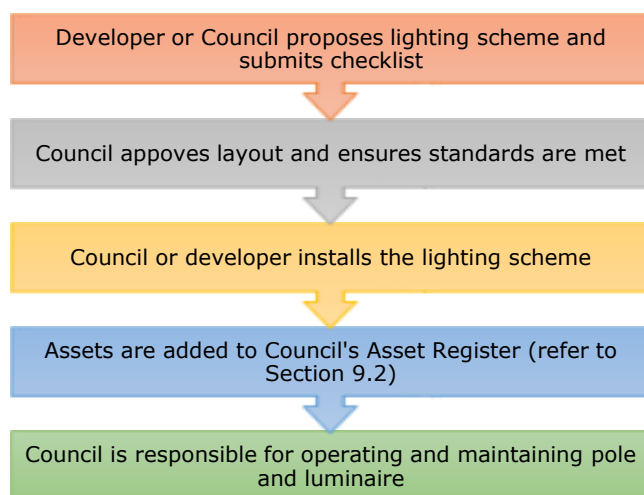 Developer or Council proposes lighting scheme and
submits checklist
Council appoves layout and ensures standards are met
Council or developer installs the lighting scheme
Assets are added to Council's Asset Register (refer to
Section 9.2)
Council is responsible for operating and maintaining pole
and luminaire